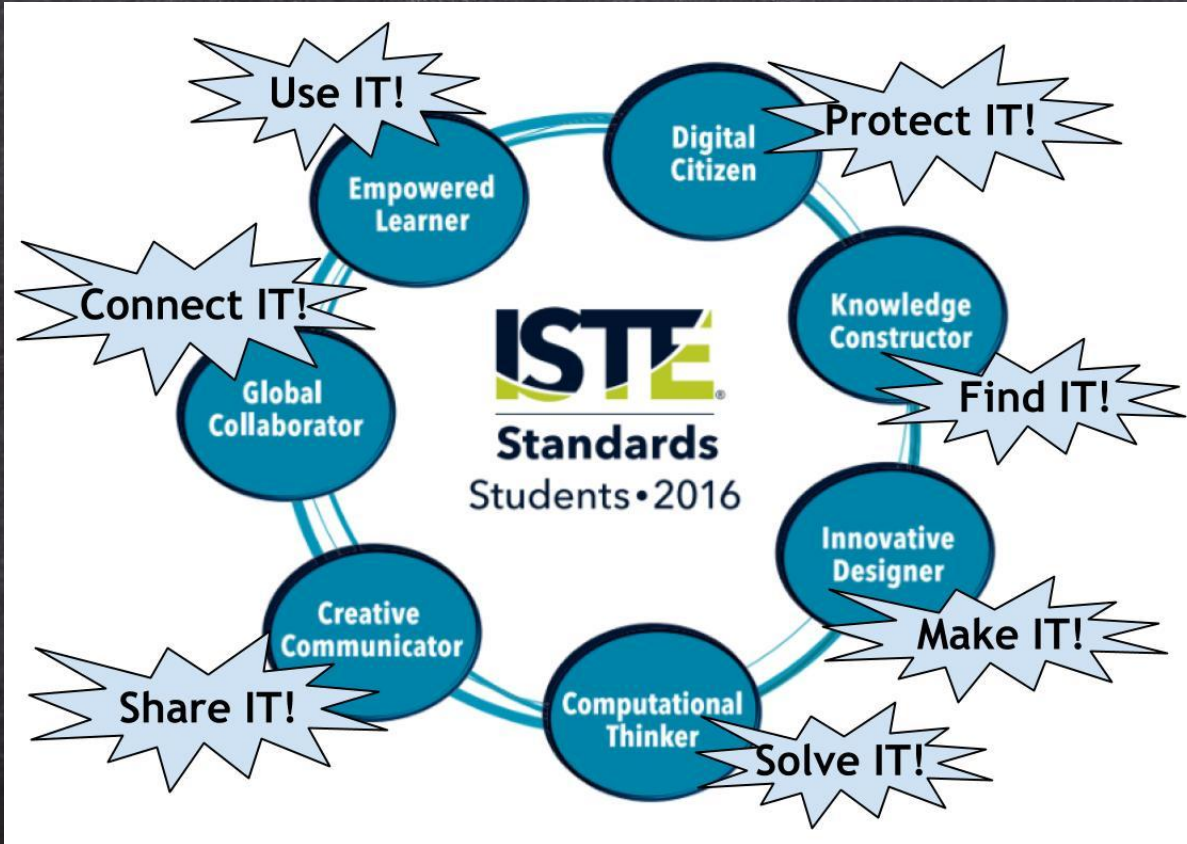 Use IT!
Empowered
Learner
Digital
Citizen
Protect IT!
Knowledge
Constructor
Find IT!
Innovative
Designer
Make IT!
Computational
Thinker
Solve IT!
Creative
Communicator
Share IT!
Global
Collaborator
Connect IT!
ISTE®
Standards
Students•2016